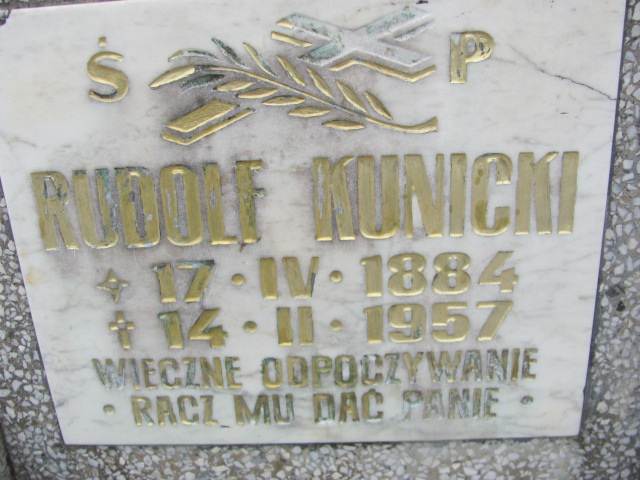 Ś P
RUDOLF KUNICKI
17 · IV · 1884
14 · II · 1957
WIECZNE ODPOCZYWANIE
· RACZ MU DAĆ PANIE ·